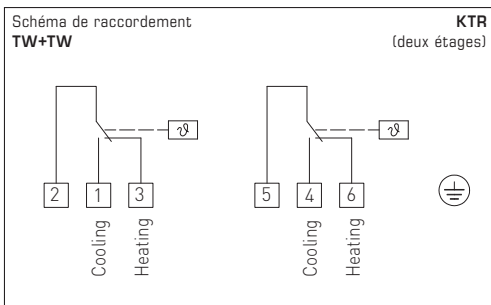 Schéma de raccordement
KTR
TW+TW
(deux étages)
ϑ
ϑ
2
1
3
5
4
6
Cooling
Heating
Cooling
Heating